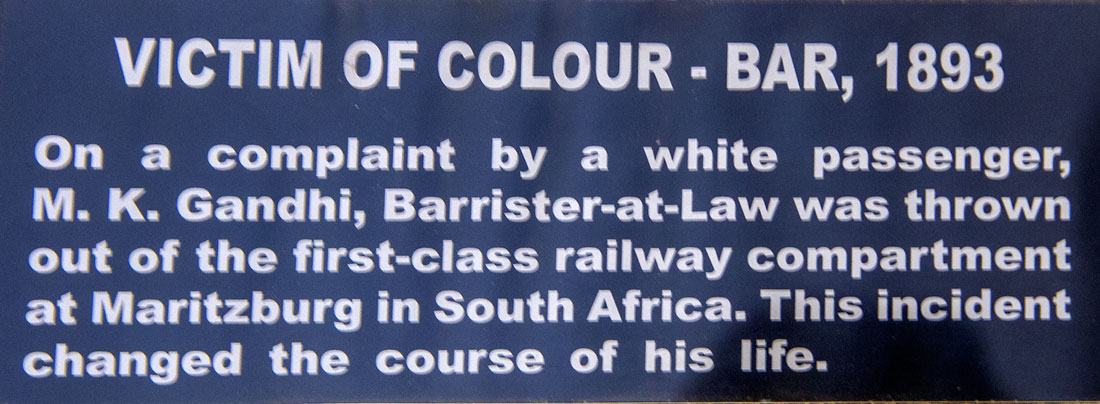 VICTIM OF COLOUR - BAR, 1893
On a complaint by a white passenger,
M. K. Gandhi, Barrister-at-Law was thrown
out of the first-class railway compartment
at Maritzburg in South Africa. This incident
changed the course of his life.